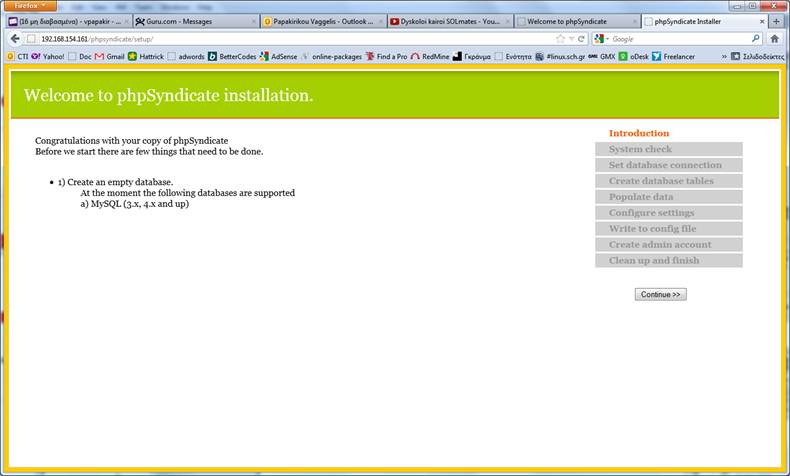 Firefox
(16 μη διαβασμένα) - vpapakir - ...
Guru.com - Messages
Papakirikou Vaggelis - Outlook ...
Dyskoloi kairoi SOLmates - You...
Welcome to phpSyndicate
phpSyndicate Installer
192.168.154.161/phpsyndicate/setup/
Google
CTI Yahoo! Doc Gmail Hattrick adwords BetterCodes AdSense online-packages Find a Pro RedMine Γκράνμα Ενότητα #linux.sch.gr GMX oDesk Freelancer » Σελιδοδείκτες
Welcome to phpSyndicate installation.
Congratulations with your copy of phpSyndicate
Before we start there are few things that need to be done.
1) Create an empty database.
At the moment the following databases are supported
a) MySQL (3.x, 4.x and up)
Introduction
System check
Set database connection
Create database tables
Populate data
Configure settings
Write to config file
Create admin account
Clean up and finish
Continue >>